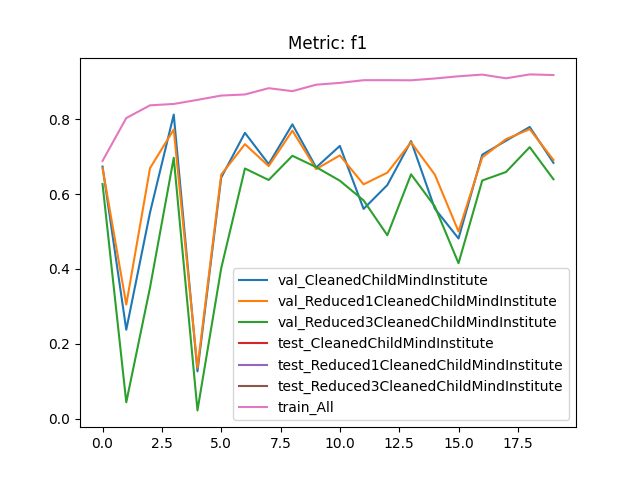 Metric: f1
0.8
0.6
0.4
0.2
0.0
val_CleanedChildMindInstitute
val_Reduced1CleanedChildMindInstitute
val_Reduced3CleanedChildMindInstitute
test_CleanedChildMindInstitute
test_Reduced1CleanedChildMindInstitute
test_Reduced3CleanedChildMindInstitute
train_All
0.0 2.5 5.0 7.5 10.0 12.5 15.0 17.5